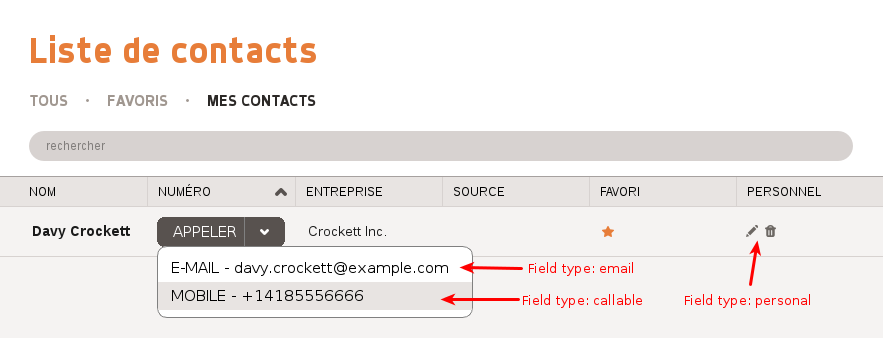 Liste de contacts
TOUS • FAVORIS • MES CONTACTS
rechercher
NOM NUMÉRO ENTREPRISE SOURCE FAVORI PERSONNEL
Davy Crockett APPELER Crockett Inc.
E-MAIL - davy.crockett@example.com Field type: email
MOBILE - +14185556666 Field type: callable Field type: personal